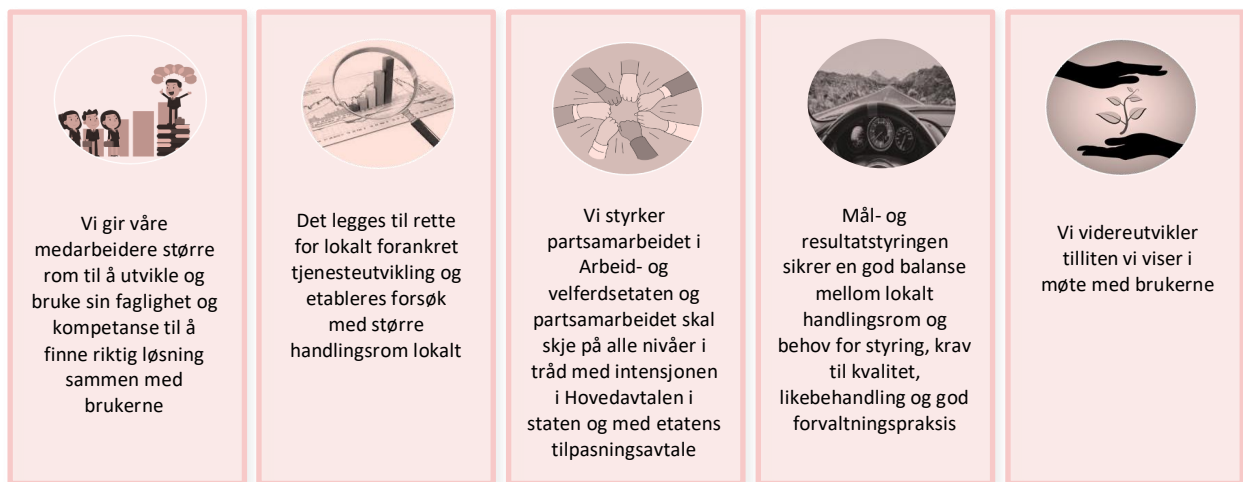 Vi gir våre
medarbeidere større
rom til å utvikle og
bruke sin faglighet og
kompetanse til å
finne riktig løsning
sammen med
brukerne
Det legges til rette
for lokalt forankret
tjenesteutvikling og
etableres forsøk
med større
handlingsrom lokalt
Vi styrker
partsamarbeidet i
Arbeid- og
velferdsetaten og
partsamarbeidet skal
skje på alle nivåer i
tråd med intensjonen
i Hovedavtalen i
staten og med etatens
tilpasningsavtale
Mål- og
resultatstyringen
sikrer en god balanse
mellom lokalt
handlingsrom og
behov for styring, krav
til kvalitet,
likebehandling og god
forvaltningspraksis
Vi videreutvikler
tilliten vi viser i
møte med brukerne